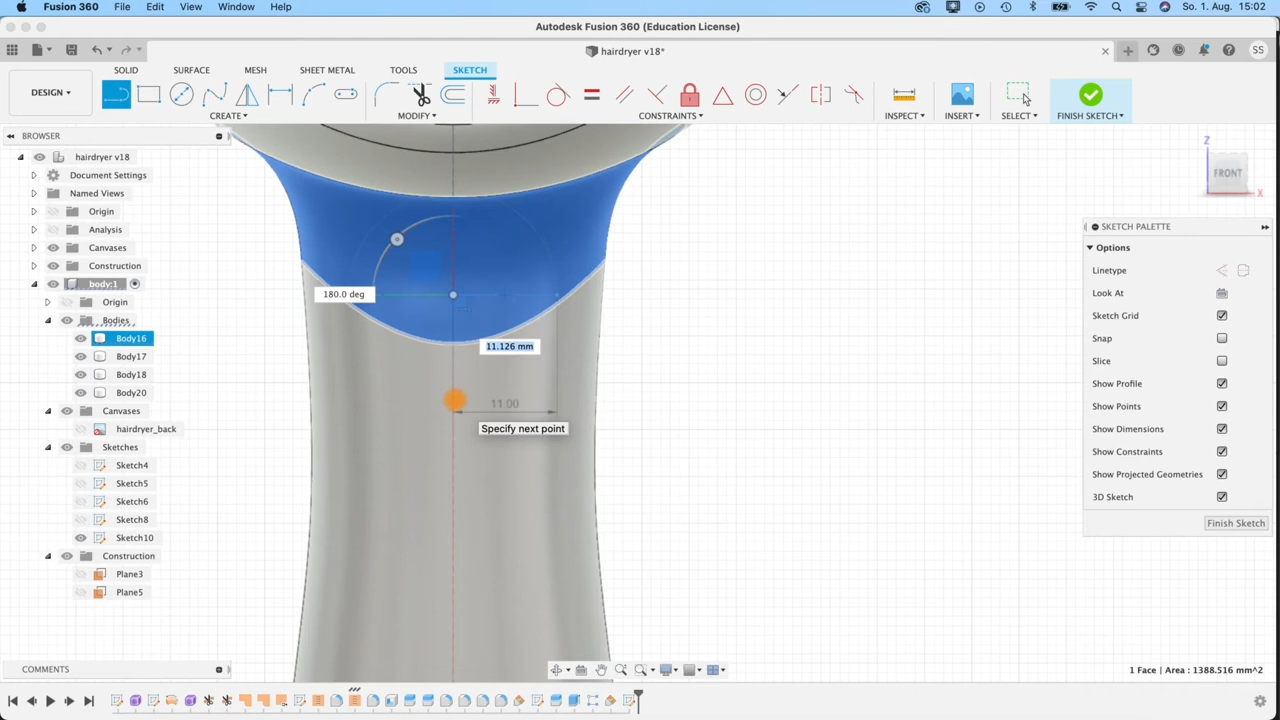 Fusion 360 File Edit View Window Help
So. 1. Aug. 15:02
Autodesk Fusion 360 (Education License)
hairdryer v18*
SS
SOLID SURFACE MESH SHEET METAL TOOLS SKETCH
DESIGN
CREATE MODIFY CONSTRAINTS INSPECT INSERT SELECT FINISH SKETCH
BROWSER
hairdryer v18
Document Settings
Named Views
Origin
Analysis
Canvases
Construction
body:1
Origin
Bodies
Body16
Body17
Body18
Body20
Canvases
hairdryer_back
Sketches
Sketch4
Sketch5
Sketch6
Sketch8
Sketch10
Construction
Plane3
Plane5
COMMENTS
180.0 deg
11.126 mm
11.00
Specify next point
Z
FRONT
X
SKETCH PALETTE
Options
Linetype
Look At
Sketch Grid
Snap
Slice
Show Profile
Show Points
Show Dimensions
Show Constraints
Show Projected Geometries
3D Sketch
Finish Sketch
1 Face | Area : 1388.516 mm^2